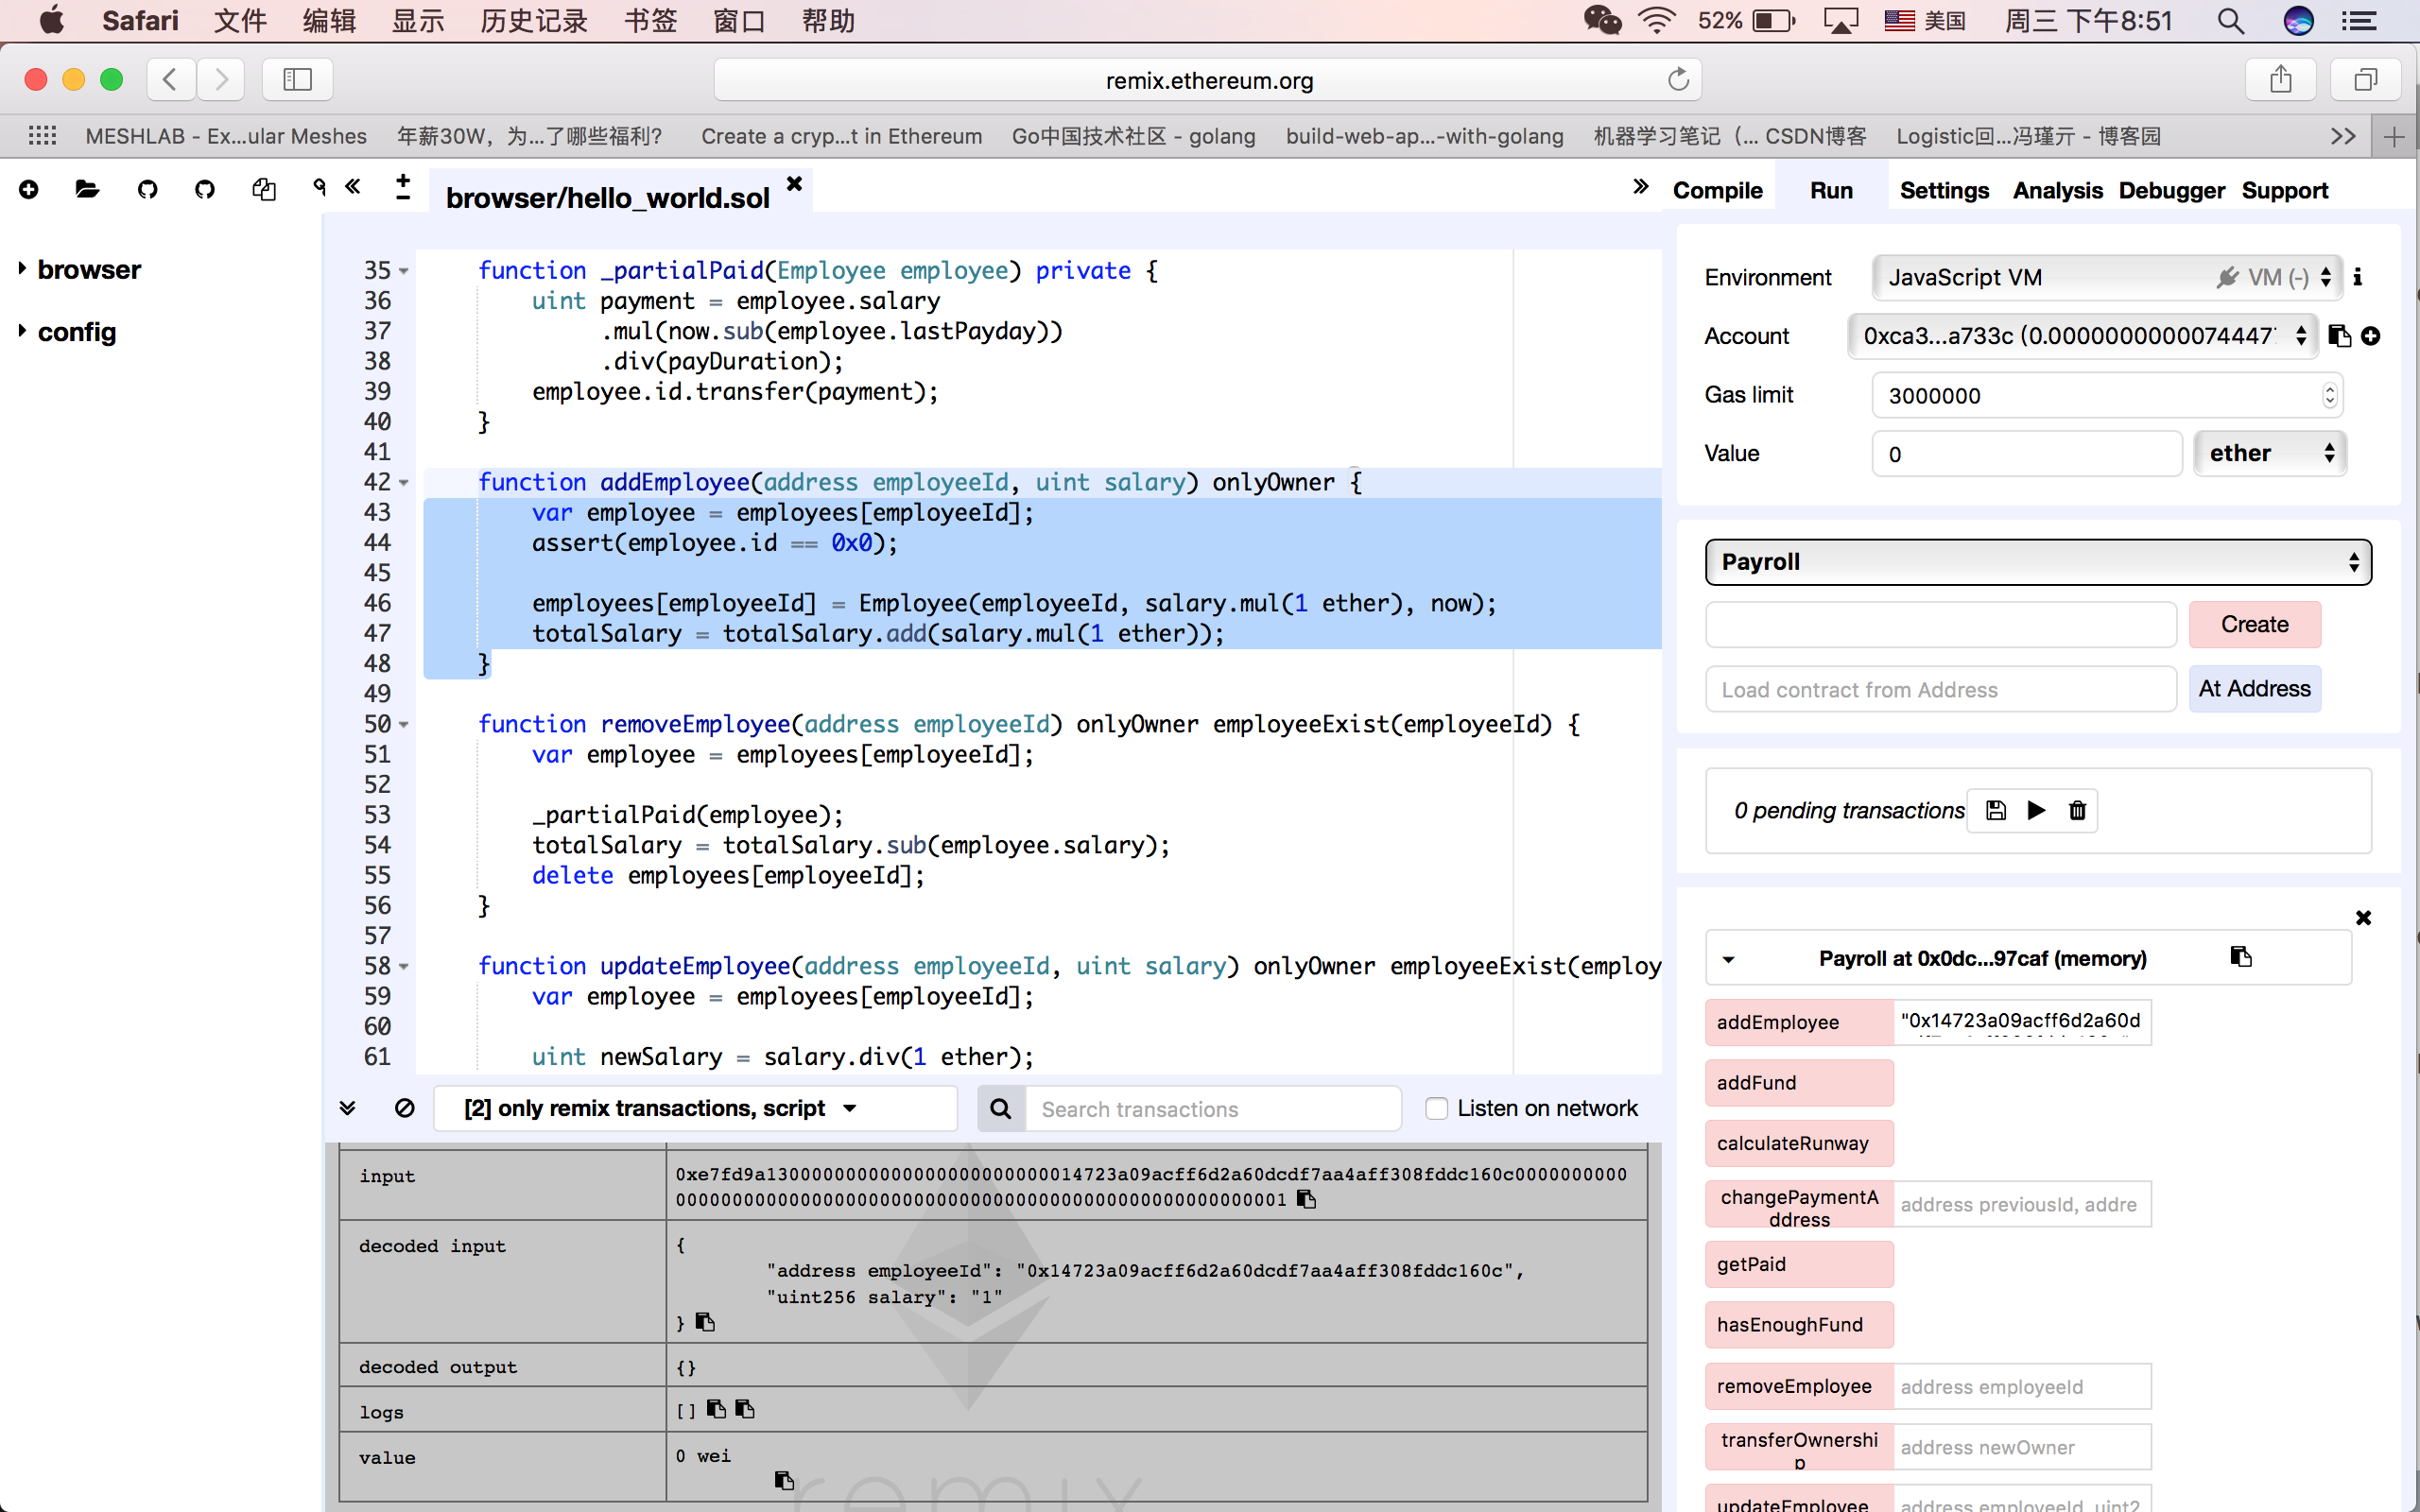 Safari 文件 编辑 显示 历史记录 书签 窗口 帮助 52% 美国 周三 下午8:51
remix.ethereum.org
MESHLAB - Ex...ular Meshes 年薪30W，为...了哪些福利? Create a cryp...t in Ethereum Go中国技术社区 - golang build-web-ap...-with-golang 机器学习笔记（... CSDN博客 Logistic回...冯瑾亓 - 博客园
browser/hello_world.sol
Compile Run Settings Analysis Debugger Support
browser
config
35 function _partialPaid(Employee employee) private {
36 uint payment = employee.salary
37 .mul(now.sub(employee.lastPayday))
38 .div(payDuration);
39 employee.id.transfer(payment);
40 }
41
42 function addEmployee(address employeeId, uint salary) onlyOwner {
43 var employee = employees[employeeId];
44 assert(employee.id == 0x0);
45
46 employees[employeeId] = Employee(employeeId, salary.mul(1 ether), now);
47 totalSalary = totalSalary.add(salary.mul(1 ether));
48 }
49
50 function removeEmployee(address employeeId) onlyOwner employeeExist(employeeId) {
51 var employee = employees[employeeId];
52
53 _partialPaid(employee);
54 totalSalary = totalSalary.sub(employee.salary);
55 delete employees[employeeId];
56 }
57
58 function updateEmployee(address employeeId, uint salary) onlyOwner employeeExist(employ
59 var employee = employees[employeeId];
60
61 uint newSalary = salary.div(1 ether);
[2] only remix transactions, script Search transactions Listen on network
input 0xe7fd9a1300000000000000000000000014723a09acff6d2a60dcdf7aa4aff308fddc160c0000000000
000000000000000000000000000000000000000000000000000001
decoded input {
"address employeeId": "0x14723a09acff6d2a60dcdf7aa4aff308fddc160c",
"uint256 salary": "1"
}
decoded output {}
logs []
value 0 wei
remix
Environment JavaScript VM VM (-)
Account 0xca3...a733c (0.000000000007444 7
Gas limit 3000000
Value 0 ether
Payroll
Create
Load contract from Address At Address
0 pending transactions
Payroll at 0x0dc...97caf (memory)
addEmployee "0x14723a09acff6d2a60d
addFund
calculateRunway
changePaymentA
ddress address previousId, addre
getPaid
hasEnoughFund
removeEmployee address employeeId
transferOwnershi
p address newOwner
updateEmployee address employeeId, uint2